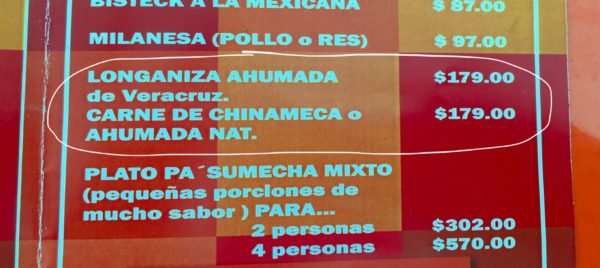 BISTECK A LA MEXICANA $ 87.00
MILANESA (POLLO o RES) $ 97.00
LONGANIZA AHUMADA $179.00
de Veracruz.
CARNE DE CHINAMECA o $179.00
AHUMADA NAT.
PLATO PA´SUMECHA MIXTO
(pequeñas porciones de
mucho sabor ) PARA...
2 personas $302.00
4 personas $570.00